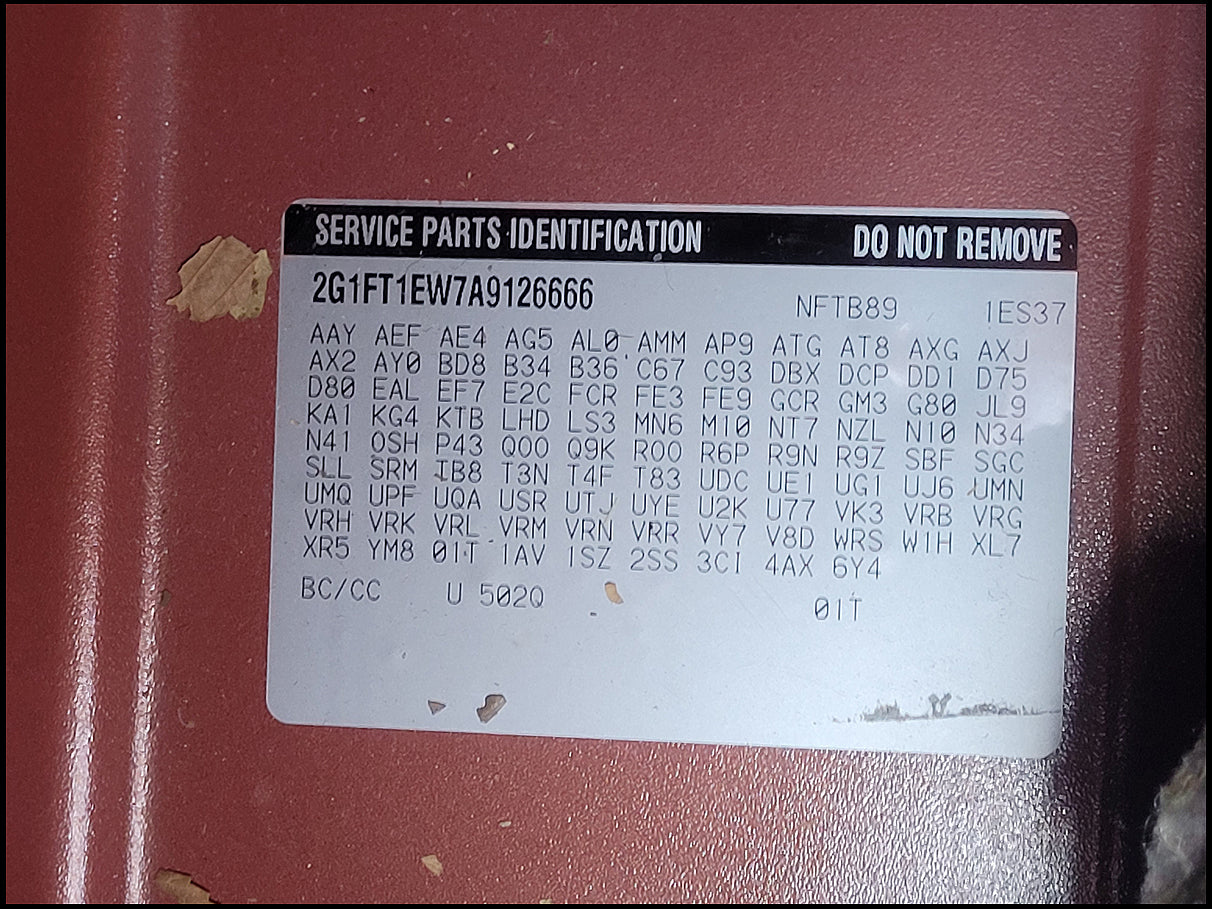 SERVICE PARTS IDENTIFICATION DO NOT REMOVE
2G1FT1EW7A9126666 NFTB89 1ES37
AAY AEF AE4 AG5 AL0 AMM AP9 ATG AT8 AXG AXJ
AX2 AY0 BD8 B34 B36 C67 C93 DBX DCP DD1 D75
D80 EAL EF7 E2C FCR FE3 FE9 GCR GM3 G80 JL9
KA1 KG4 KTB LHD LS3 MN6 M10 NT7 NZL N10 N34
N41 OSH P43 Q00 Q9K R00 R6P R9N R9Z SBF SGC
SLL SRM TB8 T3N T4F T83 UDC UE1 UG1 UJ6 UMN
UMQ UPF UQA USR UTJ UYE U2K U77 VK3 VRB VRG
VRH VRK VRL VRM VRN VRR VY7 V8D WRS W1H XL7
XR5 YM8 01T 1AV 1SZ 2SS 3CI 4AX 6Y4
BC/CC U 502Q 01T